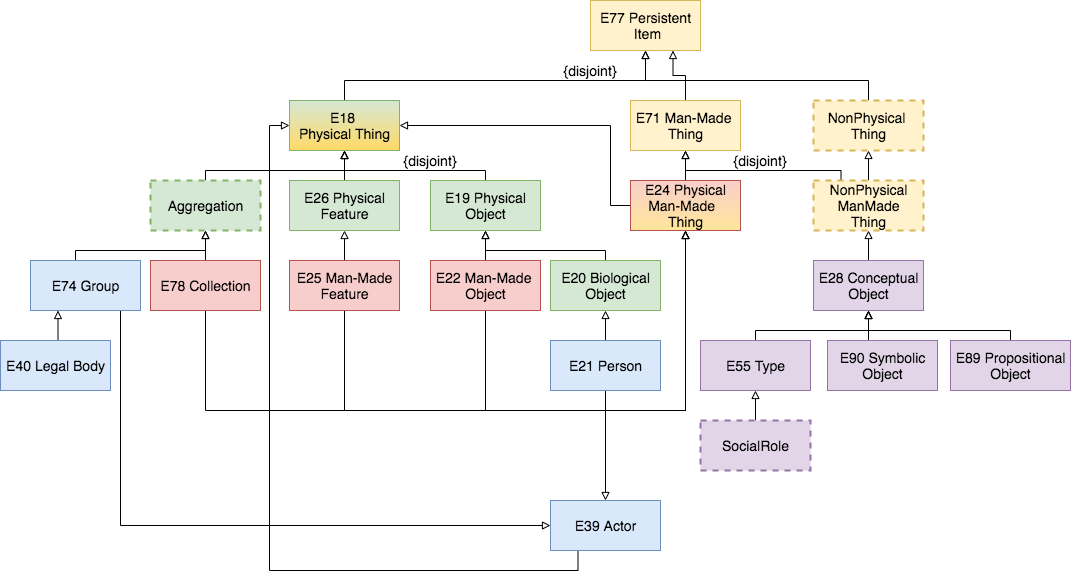 E77 Persistent
Item
{disjoint}
E18
Physical Thing
E71 Man-Made
Thing
NonPhysical
Thing
{disjoint}
{disjoint}
Aggregation
E26 Physical
Feature
E19 Physical
Object
E24 Physical
Man-Made
Thing
NonPhysical
ManMade
Thing
E74 Group
E78 Collection
E25 Man-Made
Feature
E22 Man-Made
Object
E20 Biological
Object
E28 Conceptual
Object
E40 Legal Body
E21 Person
E55 Type
E90 Symbolic
Object
E89 Propositional
Object
SocialRole
E39 Actor